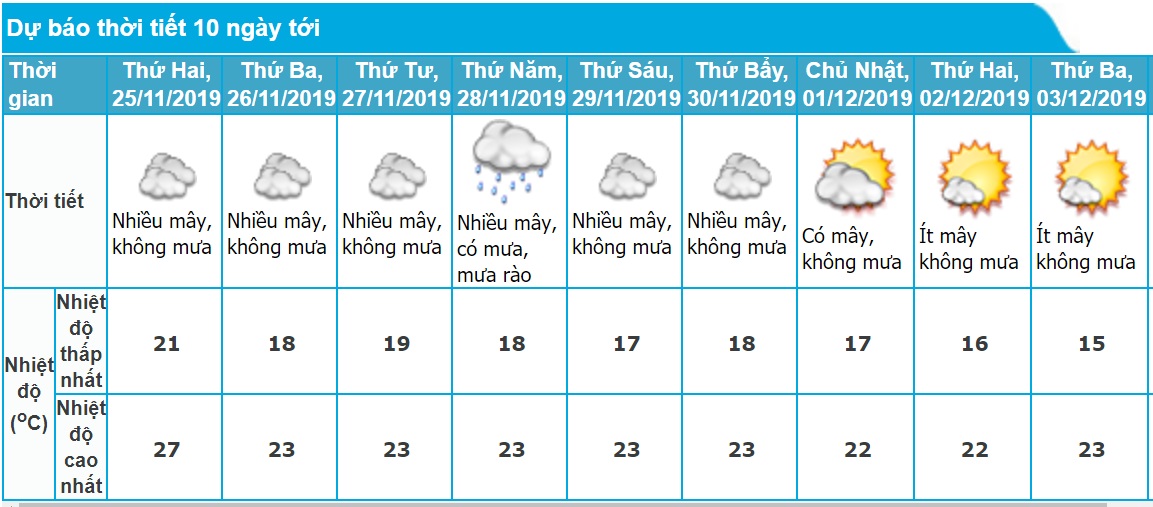 Dự báo thời tiết 10 ngày tới
Thời gian Thứ Hai, 25/11/2019 Thứ Ba, 26/11/2019 Thứ Tư, 27/11/2019 Thứ Năm, 28/11/2019 Thứ Sáu, 29/11/2019 Thứ Bẩy, 30/11/2019 Chủ Nhật, 01/12/2019 Thứ Hai, 02/12/2019 Thứ Ba, 03/12/2019
Thời tiết
Nhiều mây, không mưa Nhiều mây, không mưa Nhiều mây, không mưa Nhiều mây, có mưa, mưa rào Nhiều mây, không mưa Nhiều mây, không mưa Có mây, không mưa Ít mây không mưa Ít mây không mưa
Nhiệt độ (ºC)
Nhiệt độ thấp nhất 21 18 19 18 17 18 17 16 15
Nhiệt độ cao nhất 27 23 23 23 23 23 22 22 23